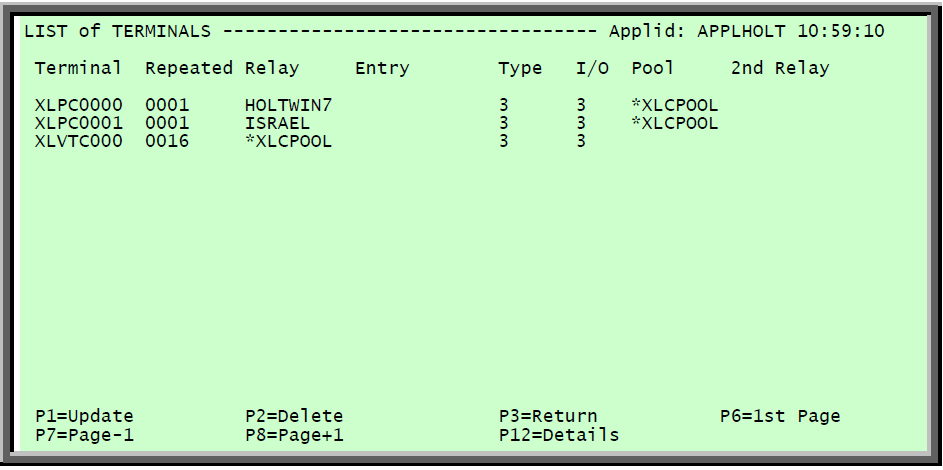 LIST of TERMINALS ---------------------------------- Applid: APPLHOLT 10:59:10
Terminal Repeated Relay Entry Type I/O Pool 2nd Relay
XLPC0000 0001 HOLTWIN7 3 3 *XLCPOOL
XLPC0001 0001 ISRAEL 3 3 *XLCPOOL
XLVTC000 0016 *XLCPOOL 3 3
P1=Update P2=Delete P3=Return P6=1st Page
P7=Page-1 P8=Page+1 P12=Details